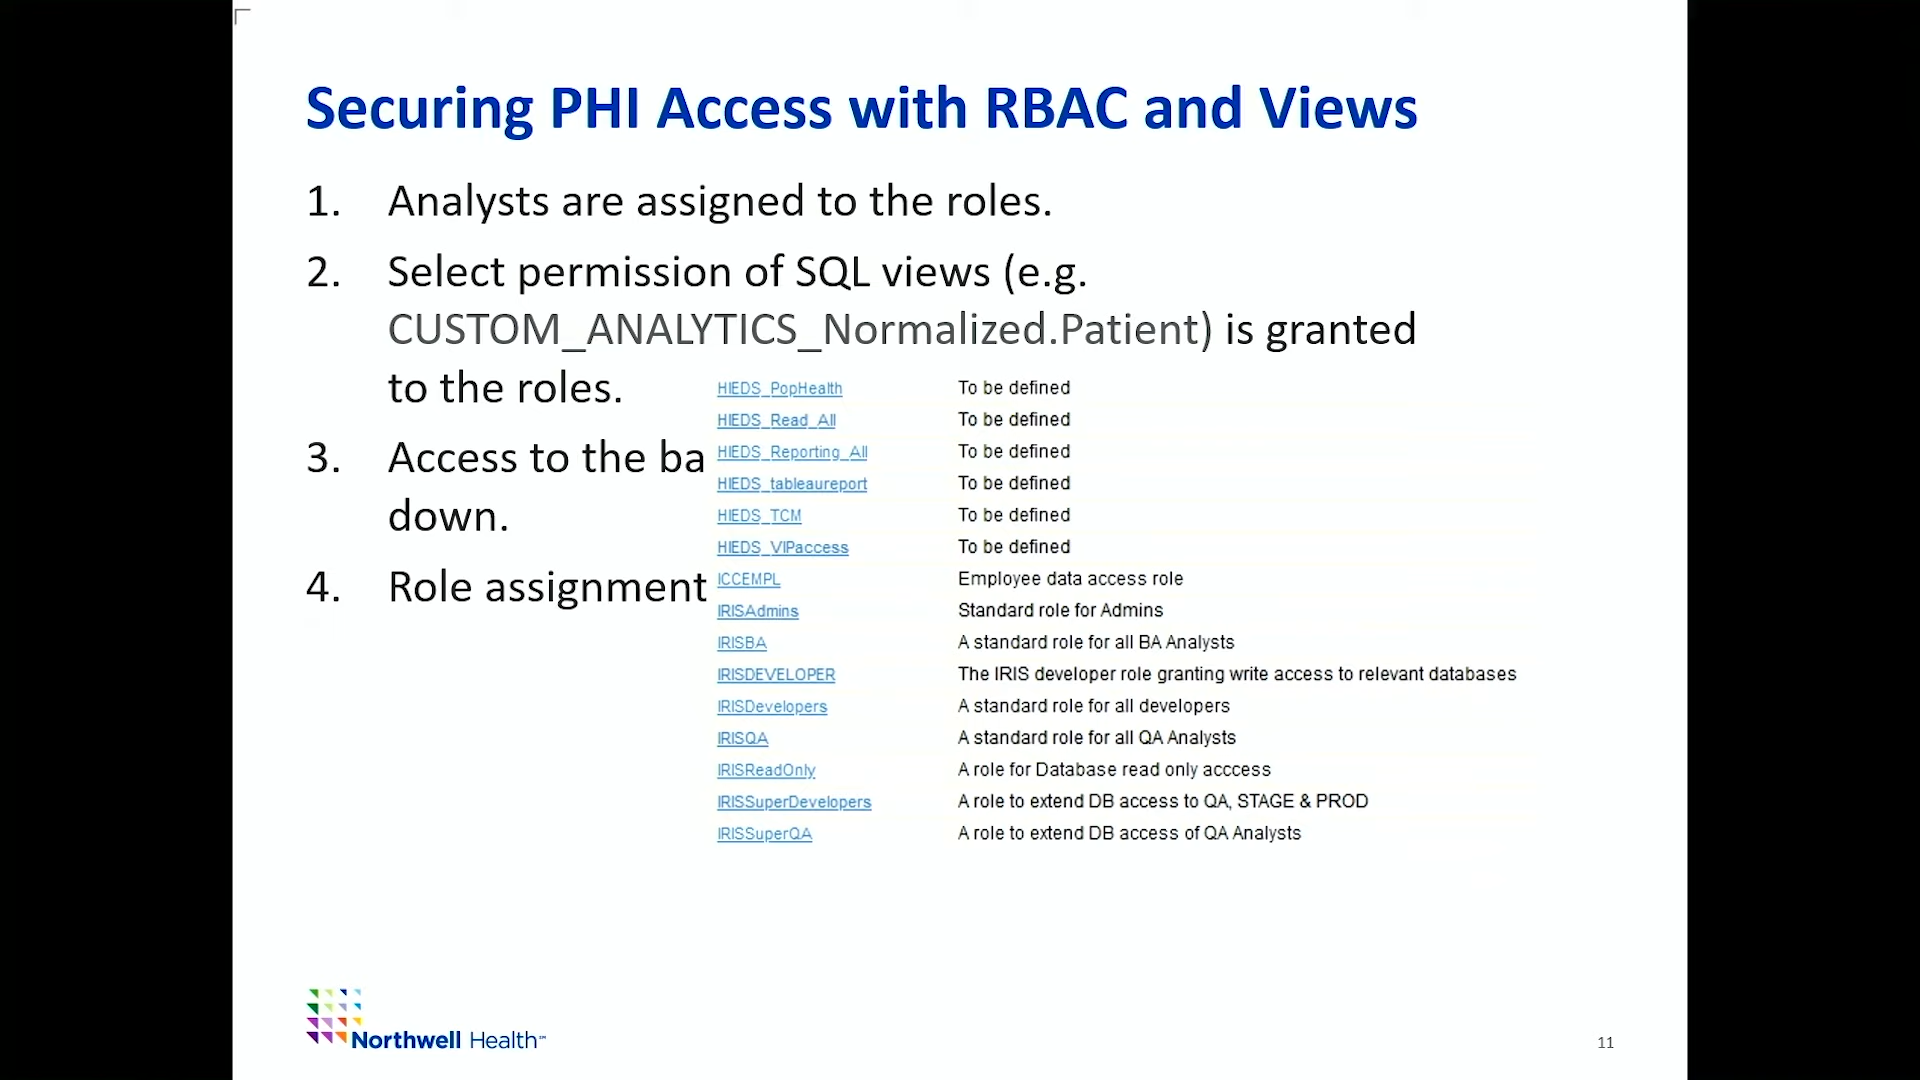 Securing PHI Access with RBAC and Views
1. Analysts are assigned to the roles.
2. Select permission of SQL views (e.g.
CUSTOM_ANALYTICS_Normalized.Patient) is granted
to the roles.
3. Access to the ba
down.
4. Role assignment
HIEDS_PopHealth To be defined
HIEDS_Read_All To be defined
HIEDS_Reporting_All To be defined
HIEDS_tableaureport To be defined
HIEDS_TCM To be defined
HIEDS_VIPaccess To be defined
ICCEMPL Employee data access role
IRISAdmins Standard role for Admins
IRISBA A standard role for all BA Analysts
IRISDEVELOPER The IRIS developer role granting write access to relevant databases
IRISDevelopers A standard role for all developers
IRISQA A standard role for all QA Analysts
IRISReadOnly A role for Database read only acccess
IRISSuperDevelopers A role to extend DB access to QA, STAGE & PROD
IRISSuperQA A role to extend DB access of QA Analysts
Northwell Health℠
11